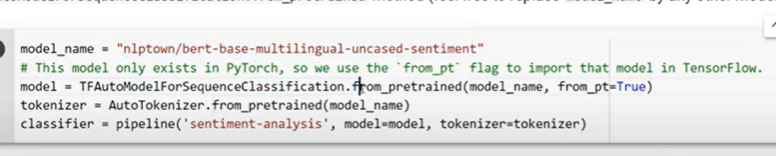 model_name = "nlptown/bert-base-multilingual-uncased-sentiment"
# This model only exists in PyTorch, so we use the `from_pt` flag to import that model in TensorFlow.
model = TFAutoModelForSequenceClassification.from_pretrained(model_name, from_pt=True)
tokenizer = AutoTokenizer.from_pretrained(model_name)
classifier = pipeline('sentiment-analysis', model=model, tokenizer=tokenizer)